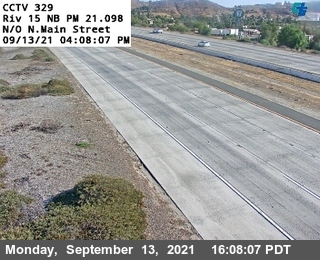 CCTV 329
Riv 15 NB PM 21.098
N/O N.Main Street
09/13/21 04:08:07 PM
Monday, September 13, 2021 16:08:07 PDT